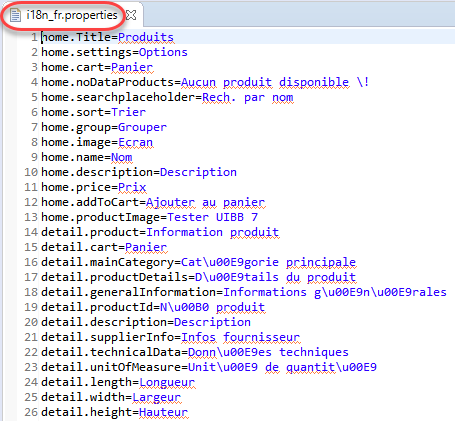 i18n_fr.properties
1 home.Title=Produits
2 home.settings=Options
3 home.cart=Panier
4 home.noDataProducts=Aucun produit disponible \!
5 home.searchplaceholder=Rech. par nom
6 home.sort=Trier
7 home.group=Grouper
8 home.image=Ecran
9 home.name=Nom
10 home.description=Description
11 home.price=Prix
12 home.addToCart=Ajouter au panier
13 home.productImage=Tester UIBB 7
14 detail.product=Information produit
15 detail.cart=Panier
16 detail.mainCategory=Cat\u00E9gorie principale
17 detail.productDetails=D\u00E9tails du produit
18 detail.generalInformation=Informations g\u00E9n\u00E9rales
19 detail.productId=N\u00B0 produit
20 detail.description=Description
21 detail.supplierInfo=Infos fournisseur
22 detail.technicalData=Donn\u00E9es techniques
23 detail.unitOfMeasure=Unit\u00E9 de quantit\u00E9
24 detail.length=Longueur
25 detail.width=Largeur
26 detail.height=Hauteur